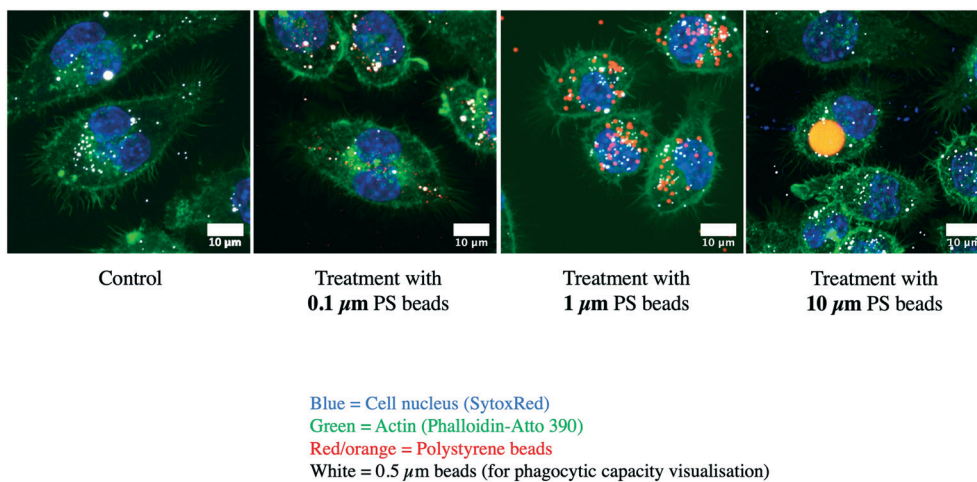 10 µm
10 µm
10 µm
10 µm
Control
Treatment with
0.1 µm PS beads
Treatment with
1 µm PS beads
Treatment with
10 µm PS beads
Blue = Cell nucleus (SytoxRed)
Green = Actin (Phalloidin-Atto 390)
Red/orange = Polystyrene beads
White = 0.5 µm beads (for phagocytic capacity visualisation)